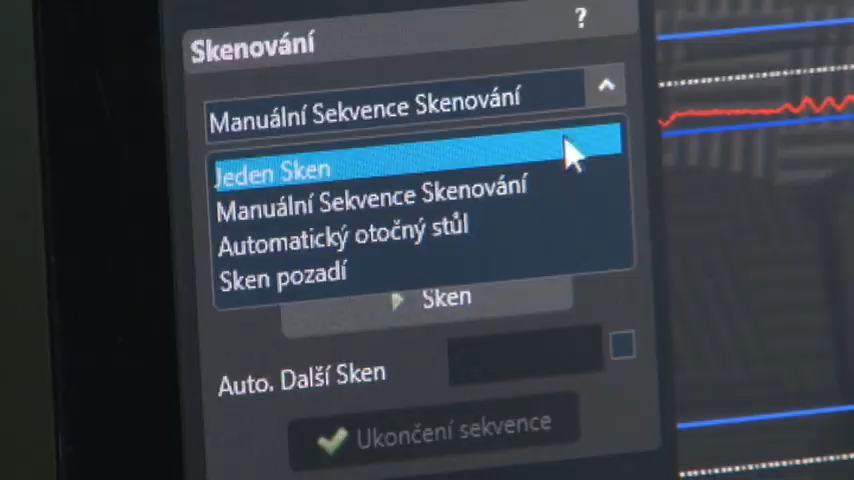 Skenování ?
Manuální Sekvence Skenování
Jeden Sken
Manuální Sekvence Skenování
Automatický otočný stůl
Sken pozadí
Sken
Auto. Další Sken
Ukončení sekvence